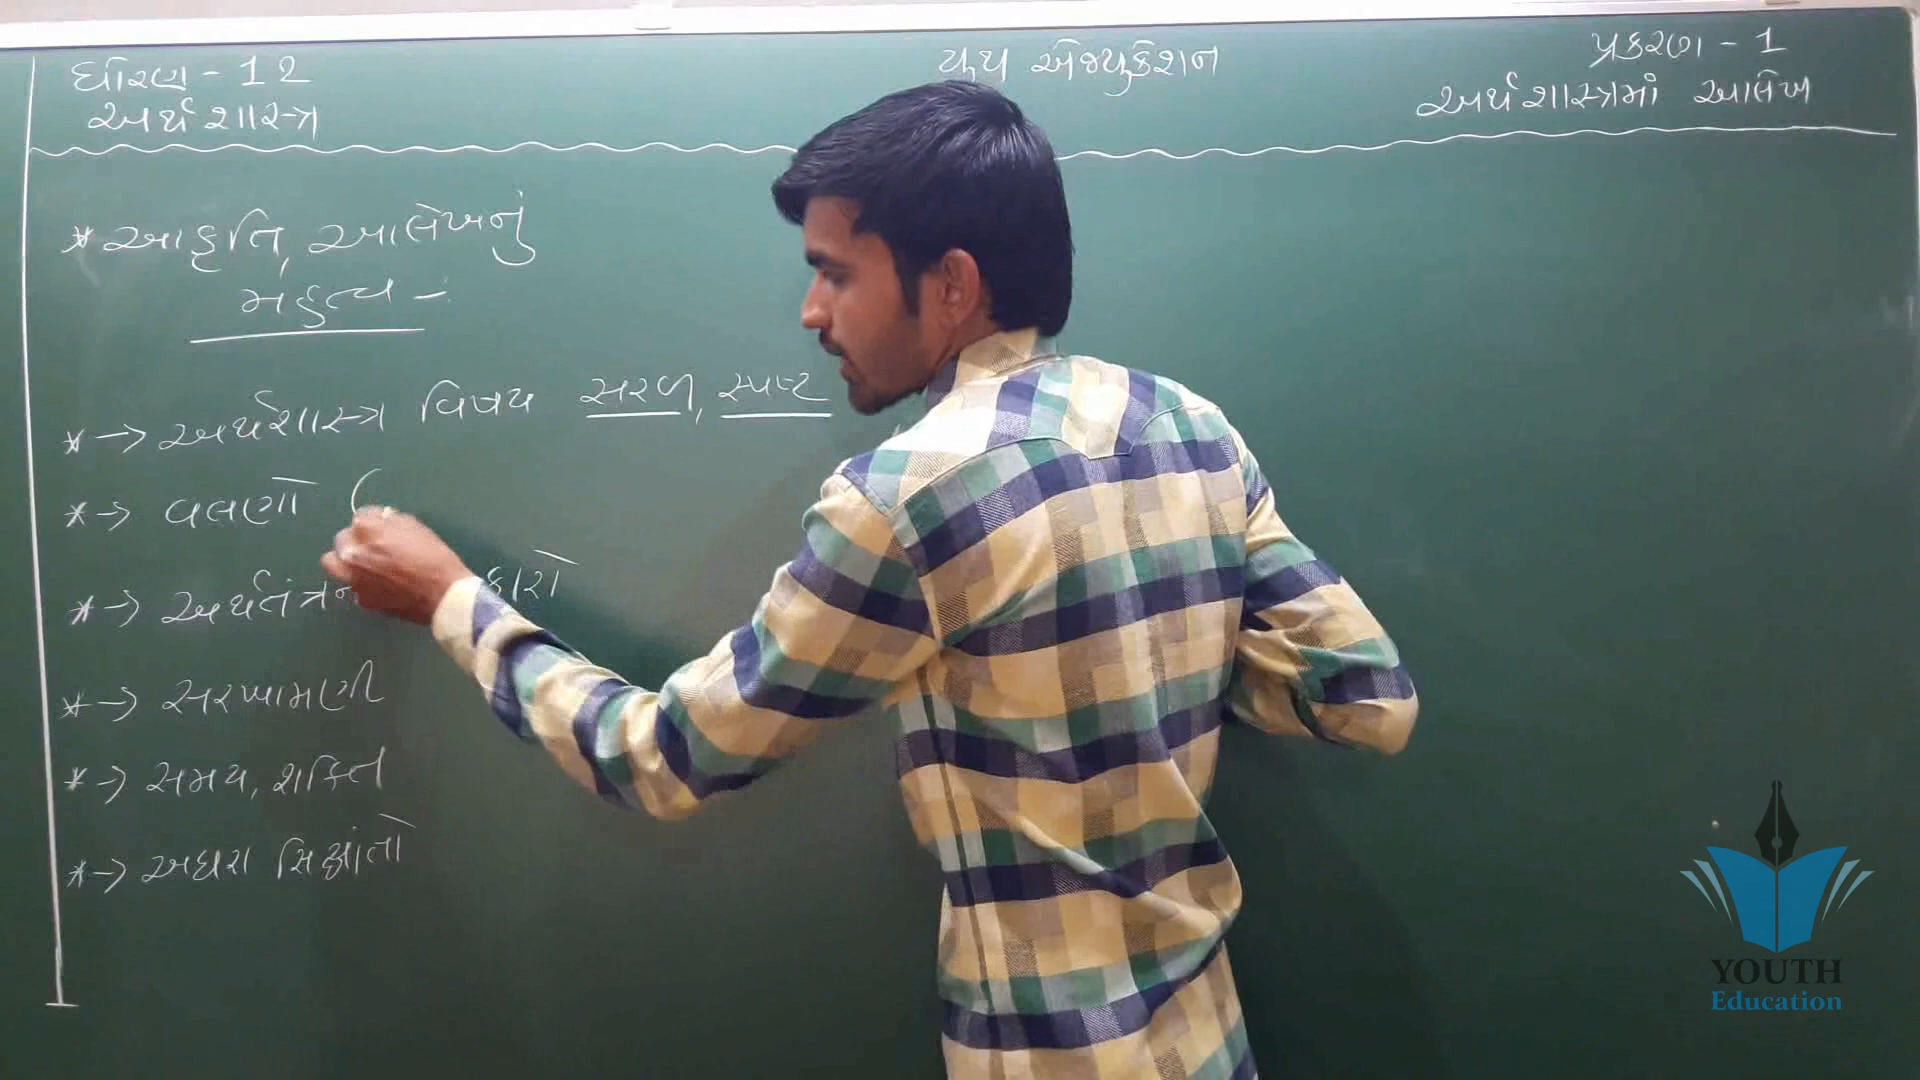 ધોરણ - 12
અર્થશાસ્ત્ર
યુથ એજ્યુકેશન
પ્રકરણ - 1
અર્થશાસ્ત્રમાં આલેખ
* આકૃતિ, આલેખનું
મહત્વ -:
* → અર્થશાસ્ત્ર વિષય સરળ, સ્પષ્ટ
* → વલણો (
* → અર્થતંત્રન
* → સરખામણી
* → સમય, શક્તિ
* → અઘરા સિદ્ધાંતો
YOUTH
Education